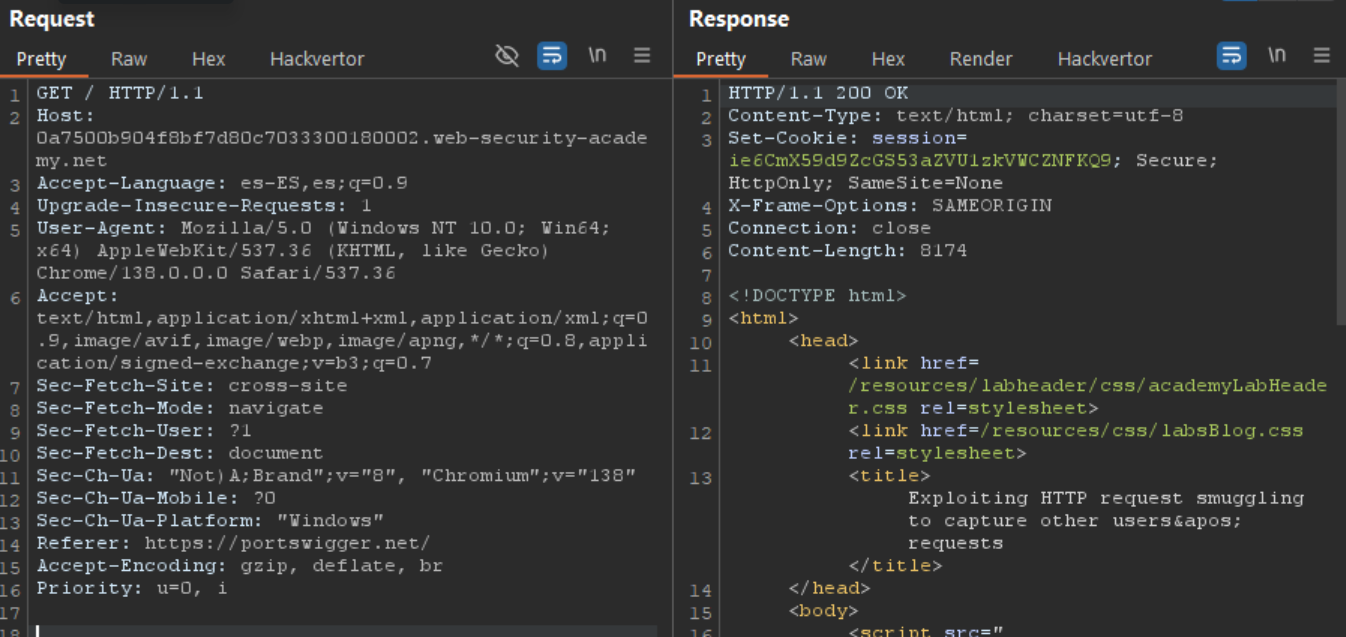 Request
Pretty Raw Hex Hackvertor \n
1 GET / HTTP/1.1
2 Host:
0a7500b904f8bf7d80c7033300180002.web-security-acade
my.net
3 Accept-Language: es-ES,es;q=0.9
4 Upgrade-Insecure-Requests: 1
5 User-Agent: Mozilla/5.0 (Windows NT 10.0; Win64;
x64) AppleWebKit/537.36 (KHTML, like Gecko)
Chrome/138.0.0.0 Safari/537.36
6 Accept:
text/html,application/xhtml+xml,application/xml;q=0
.9,image/avif,image/webp,image/apng,*/*;q=0.8,appli
cation/signed-exchange;v=b3;q=0.7
7 Sec-Fetch-Site: cross-site
8 Sec-Fetch-Mode: navigate
9 Sec-Fetch-User: ?1
10 Sec-Fetch-Dest: document
11 Sec-Ch-Ua: "Not)A;Brand";v="8", "Chromium";v="138"
12 Sec-Ch-Ua-Mobile: ?0
13 Sec-Ch-Ua-Platform: "Windows"
14 Referer: https://portswigger.net/
15 Accept-Encoding: gzip, deflate, br
16 Priority: u=0, i
17
18
Response
Pretty Raw Hex Render Hackvertor \n
1 HTTP/1.1 200 OK
2 Content-Type: text/html; charset=utf-8
3 Set-Cookie: session=
ie6CmX59d9ZcGS53aZVU1zkVWCZNFKQ9; Secure;
HttpOnly; SameSite=None
4 X-Frame-Options: SAMEORIGIN
5 Connection: close
6 Content-Length: 8174
7
8 <!DOCTYPE html>
9 <html>
10 <head>
11 <link href=
/resources/labheader/css/academyLabHeade
r.css rel=stylesheet>
12 <link href=/resources/css/labsBlog.css
rel=stylesheet>
13 <title>
Exploiting HTTP request smuggling
to capture other users&apos;
requests
</title>
14 </head>
15 <body>
16 <script src="